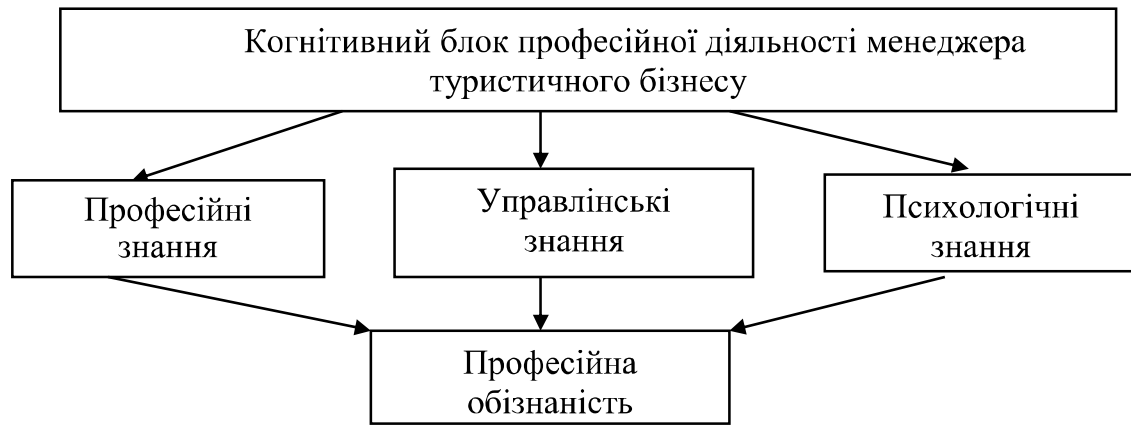 Когнітивний блок професійної діяльності менеджера
туристичного бізнесу
Професійні
знання
Управлінські
знання
Психологічні
знання
Професійна
обізнаність